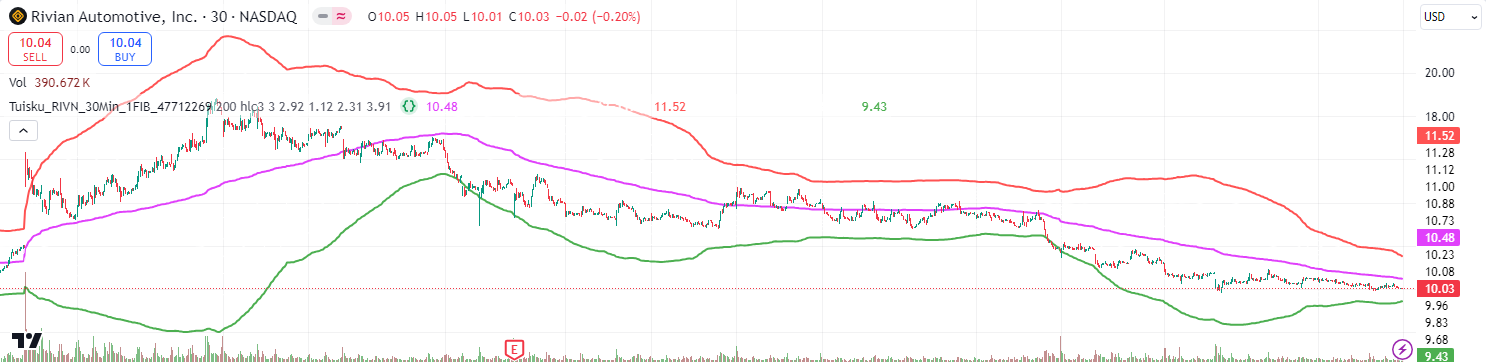 Rivian Automotive, Inc. · 30 · NASDAQ O10.05 H10.05 L10.01 C10.03 −0.02 (−0.20%)
USD
10.04 SELL
0.00
10.04 BUY
Vol 390.672 K
Tuisku_RIVN_30Min_1FIB_47712269 200 hlc3 3 2.92 1.12 2.31 3.91 {} 10.48 11.52 9.43
20.00
18.00
11.52
11.28
11.12
11.00
10.88
10.73
10.48
10.23
10.08
10.03
9.96
9.83
9.68
9.43
E